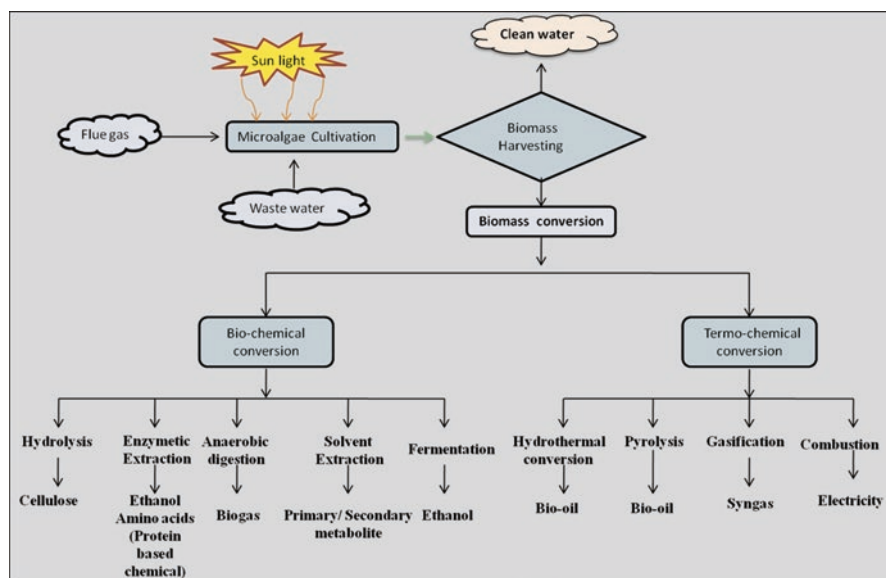 Clean water
Sun light
Flue gas
Microalgae Cultivation
Biomass
Harvesting
Waste water
Biomass conversion
Bio-chemical
conversion
Termo-chemical
conversion
Hydrolysis
Enzymetic
Extraction
Anaerobic
digestion
Solvent
Extraction
Fermentation
Hydrothermal
conversion
Pyrolysis
Gasification
Combustion
Cellulose
Ethanol
Amino acids
(Protein
based
chemical)
Biogas
Primary/ Secondary
metabolite
Ethanol
Bio-oil
Bio-oil
Syngas
Electricity